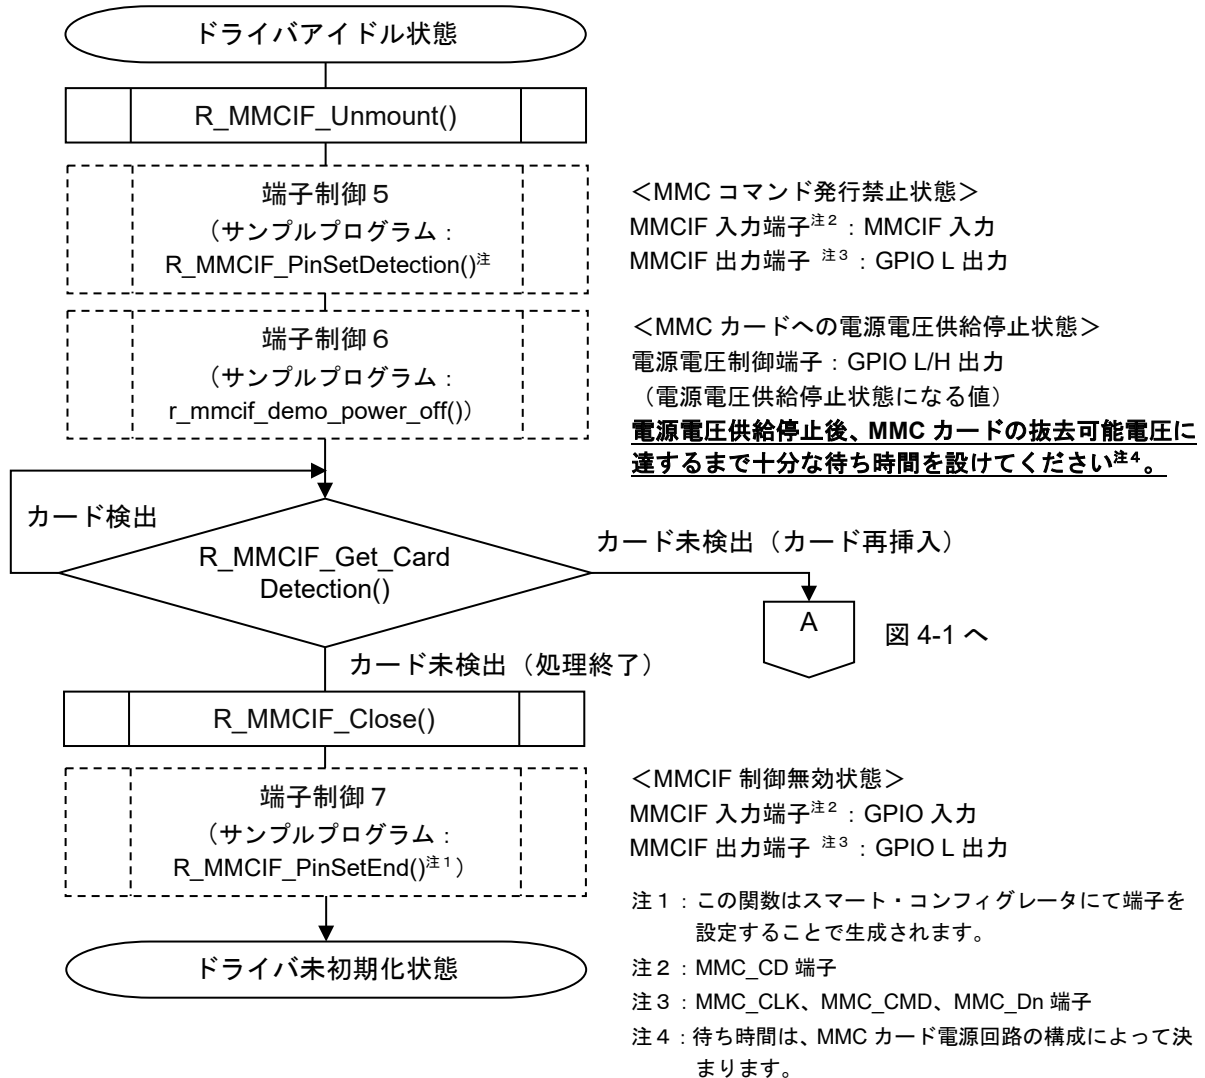 ドライバアイドル状態
R_MMCIF_Unmount()
端子制御５
（サンプルプログラム：
R_MMCIF_PinSetDetection()注
＜MMC コマンド発行禁止状態＞
MMCIF 入力端子注２：MMCIF 入力
MMCIF 出力端子 注３：GPIO L 出力
端子制御６
（サンプルプログラム：
r_mmcif_demo_power_off()）
＜MMC カードへの電源電圧供給停止状態＞
電源電圧制御端子：GPIO L/H 出力
（電源電圧供給停止状態になる値）
電源電圧供給停止後、MMC カードの抜去可能電圧に
達するまで十分な待ち時間を設けてください注４。
カード検出
R_MMCIF_Get_Card
Detection()
カード未検出（カード再挿入）
A
図 4-1 へ
カード未検出（処理終了）
R_MMCIF_Close()
端子制御７
（サンプルプログラム：
R_MMCIF_PinSetEnd()注１）
＜MMCIF 制御無効状態＞
MMCIF 入力端子注２：GPIO 入力
MMCIF 出力端子 注３：GPIO L 出力
ドライバ未初期化状態
注１：この関数はスマート・コンフィグレータにて端子を
設定することで生成されます。
注２：MMC_CD 端子
注３：MMC_CLK、MMC_CMD、MMC_Dn 端子
注４：待ち時間は、MMC カード電源回路の構成によって決
まります。